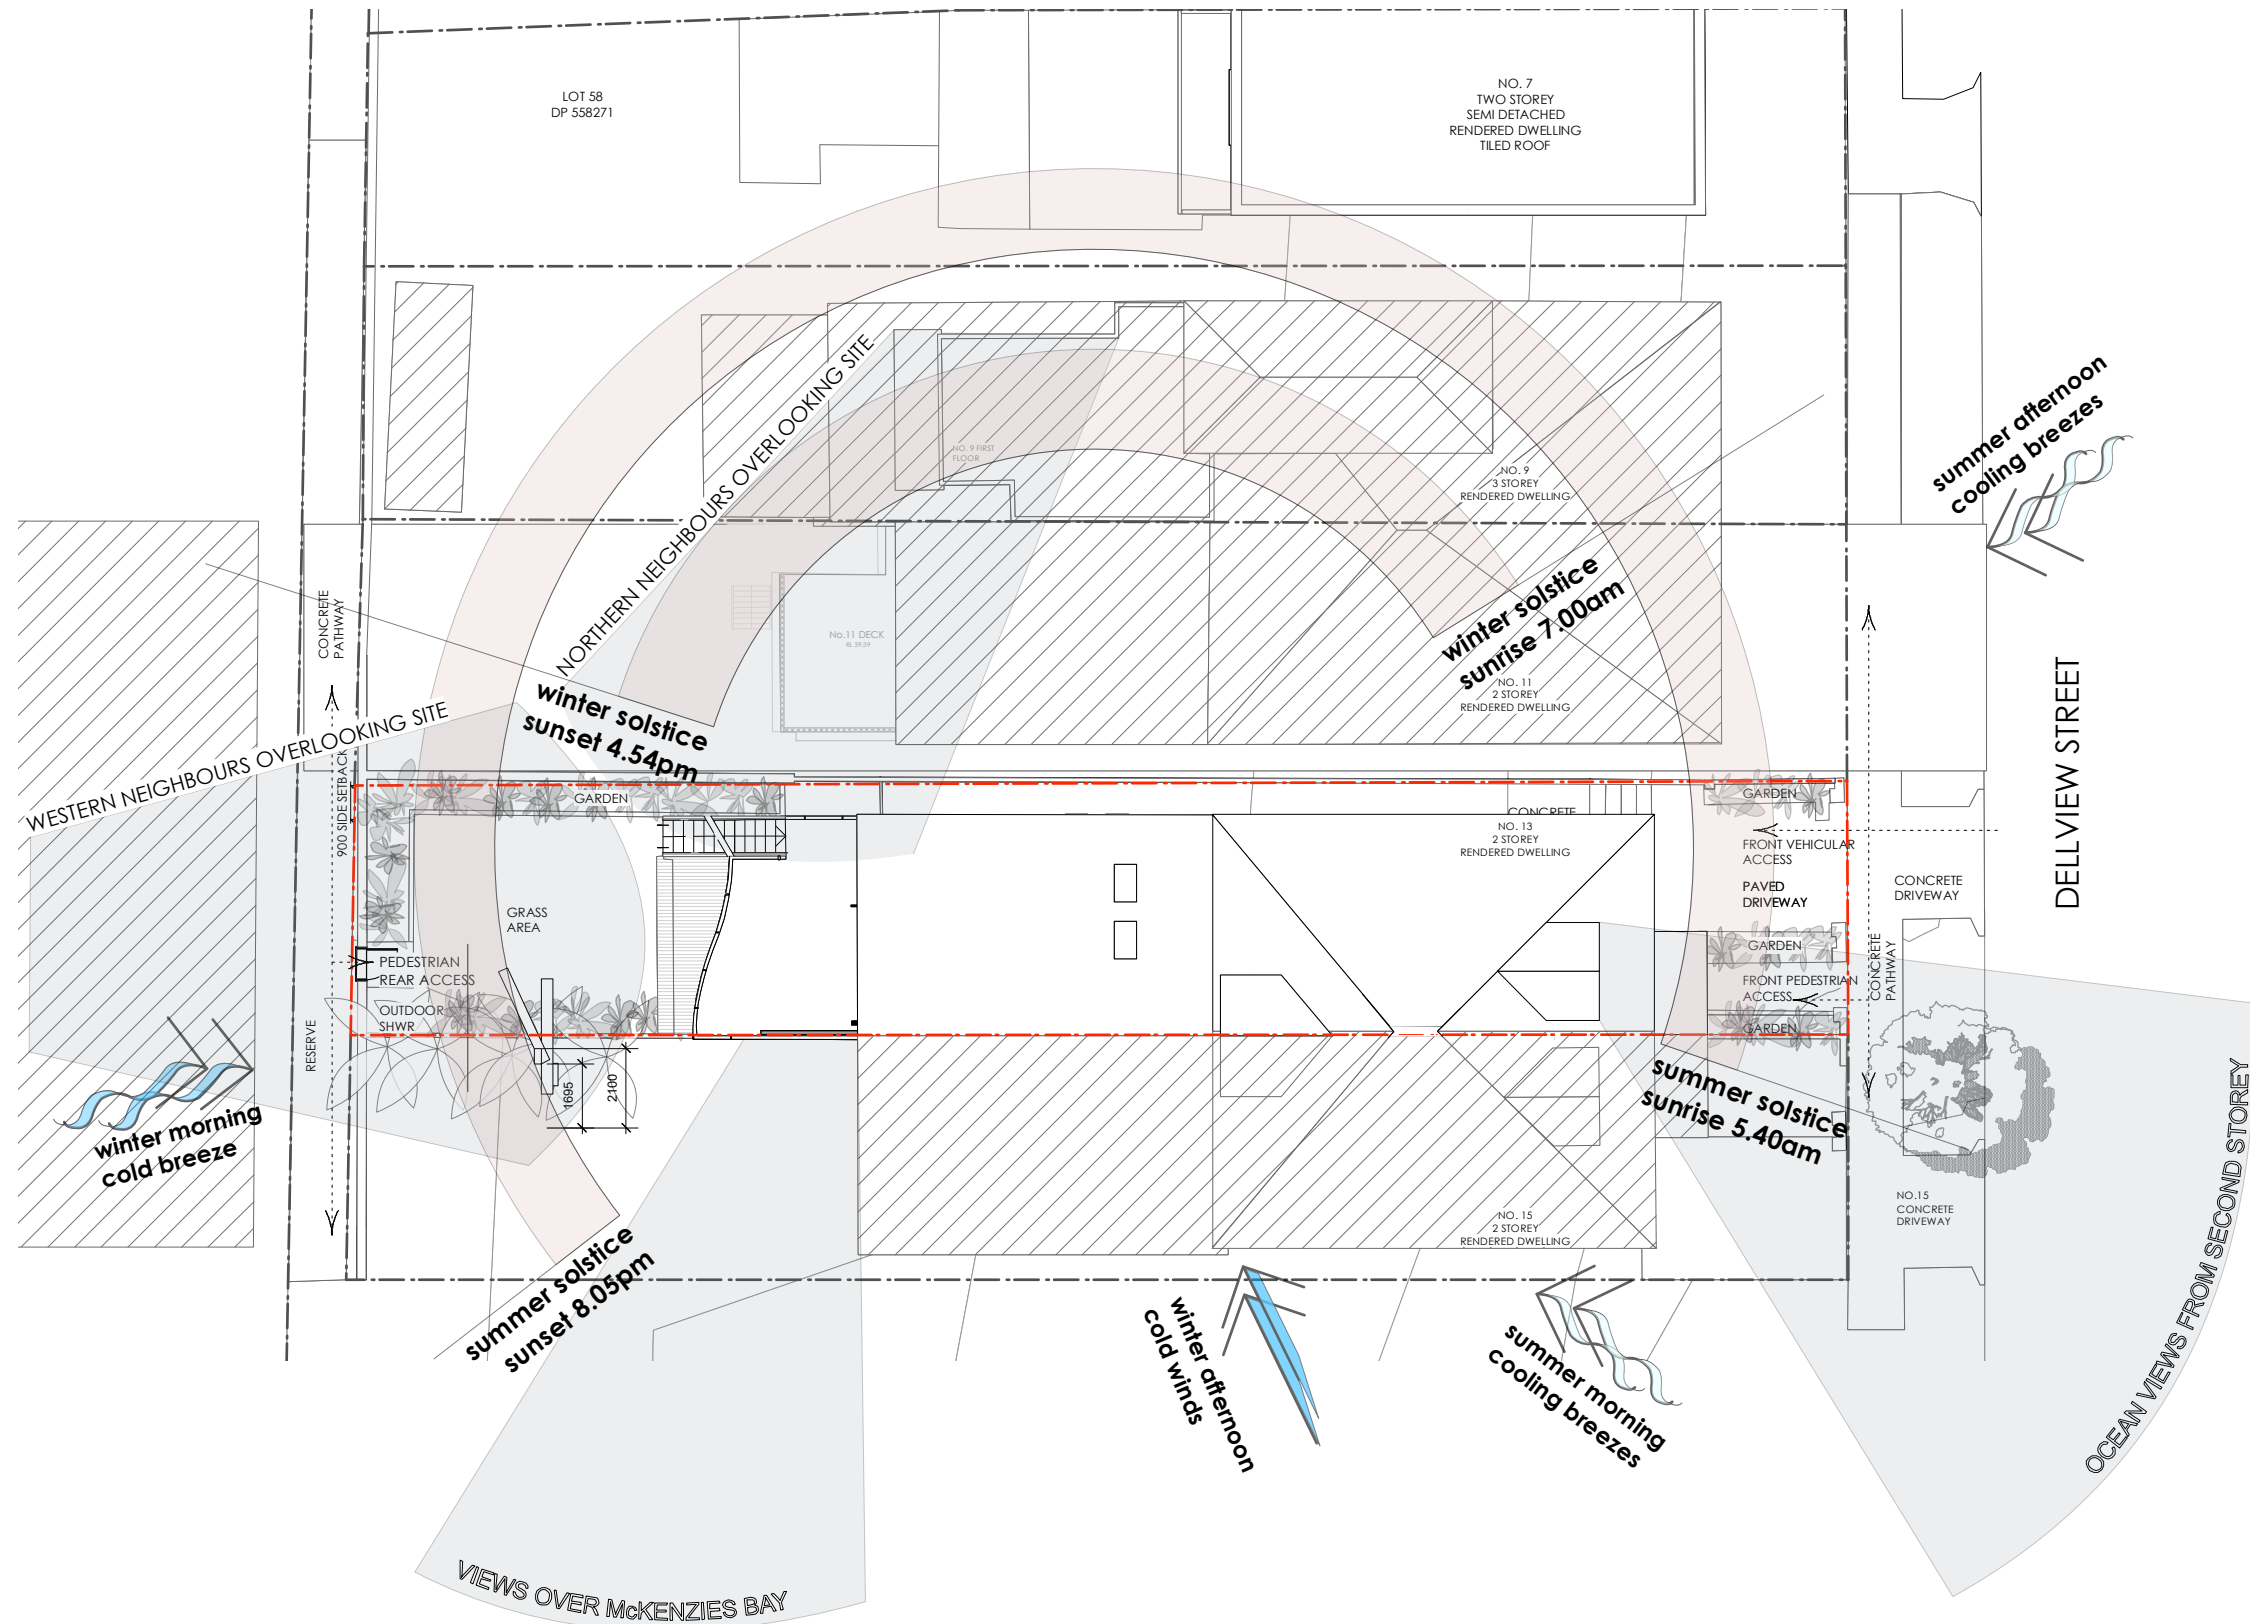 LOT 58
DP 558271
NO. 7
TWO STOREY
SEMI DETACHED
RENDERED DWELLING
TILED ROOF
summer afternoon
cooling breezes
NORTHERN NEIGHBOURS OVERLOOKING SITE
NO. 9 FIRST
FLOOR
NO. 9
3 STOREY
RENDERED DWELLING
CONCRETE
PATHWAY
No.11 DECK
RL 39.39
winter solstice
sunrise 7.00am
NO. 11
2 STOREY
RENDERED DWELLING
winter solstice
sunset 4.54pm
WESTERN NEIGHBOURS OVERLOOKING SITE
900 SIDE SETBACK
DELLVIEW STREET
GARDEN
GARDEN
CONCRETE
NO. 13
2 STOREY
RENDERED DWELLING
FRONT VEHICULAR
ACCESS
PAVED
DRIVEWAY
CONCRETE
DRIVEWAY
GRASS
AREA
GARDEN
CONCRETE
PATHWAY
PEDESTRIAN
REAR ACCESS
FRONT PEDESTRIAN
ACCESS
OUTDOOR
SHWR
GARDEN
RESERVE
1695
2100
summer solstice
sunrise 5.40am
winter morning
cold breeze
NO.15
CONCRETE
DRIVEWAY
NO. 15
2 STOREY
RENDERED DWELLING
summer solstice
sunset 8.05pm
winter afternoon
cold winds
summer morning
cooling breezes
OCEAN VIEWS FROM SECOND STOREY
VIEWS OVER McKENZIES BAY